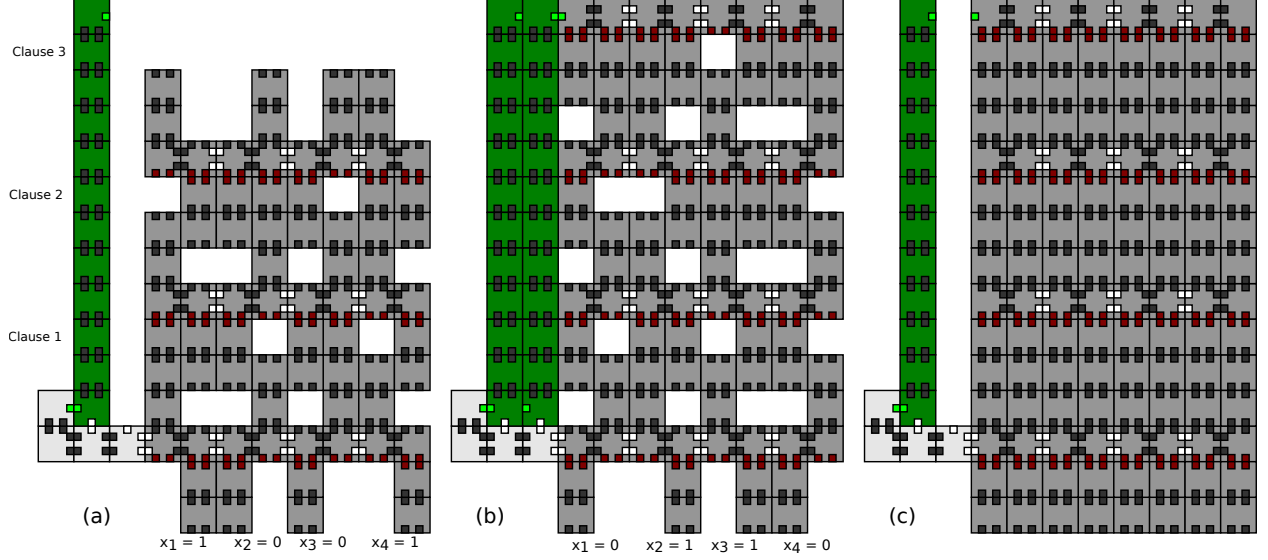 Clause 3
Clause 2
Clause 1
(a)
(b)
(c)
x₁ = 1 x₂ = 0 x₃ = 0 x₄ = 1
x₁ = 0 x₂ = 1 x₃ = 1 x₄ = 0